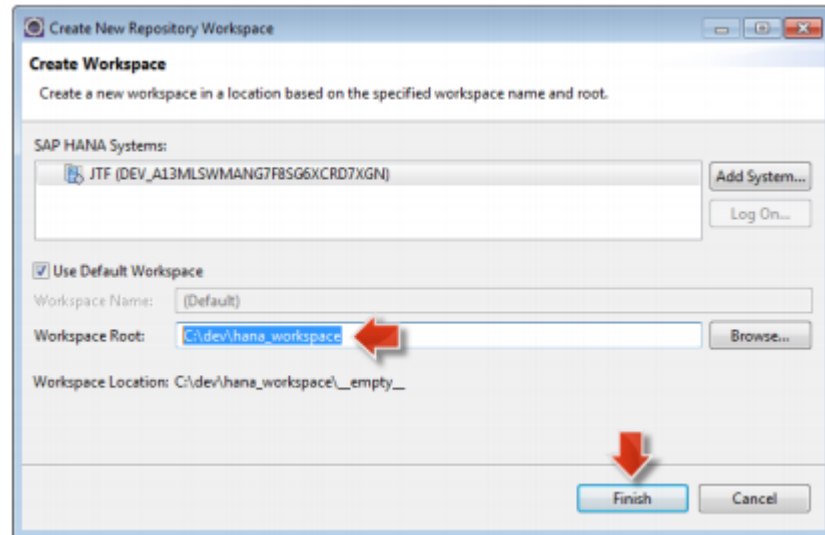 Create New Repository Workspace
Create Workspace
Create a new workspace in a location based on the specified workspace name and root.
SAP HANA Systems:
JTF (DEV_A13MLSWMANG7F8SG6XCRD7XGN)
Add System...
Log On...
Use Default Workspace
Workspace Name: (Default)
Workspace Root: C:\dev\hana_workspace Browse...
Workspace Location: C:\dev\hana_workspace\__empty__
Finish Cancel